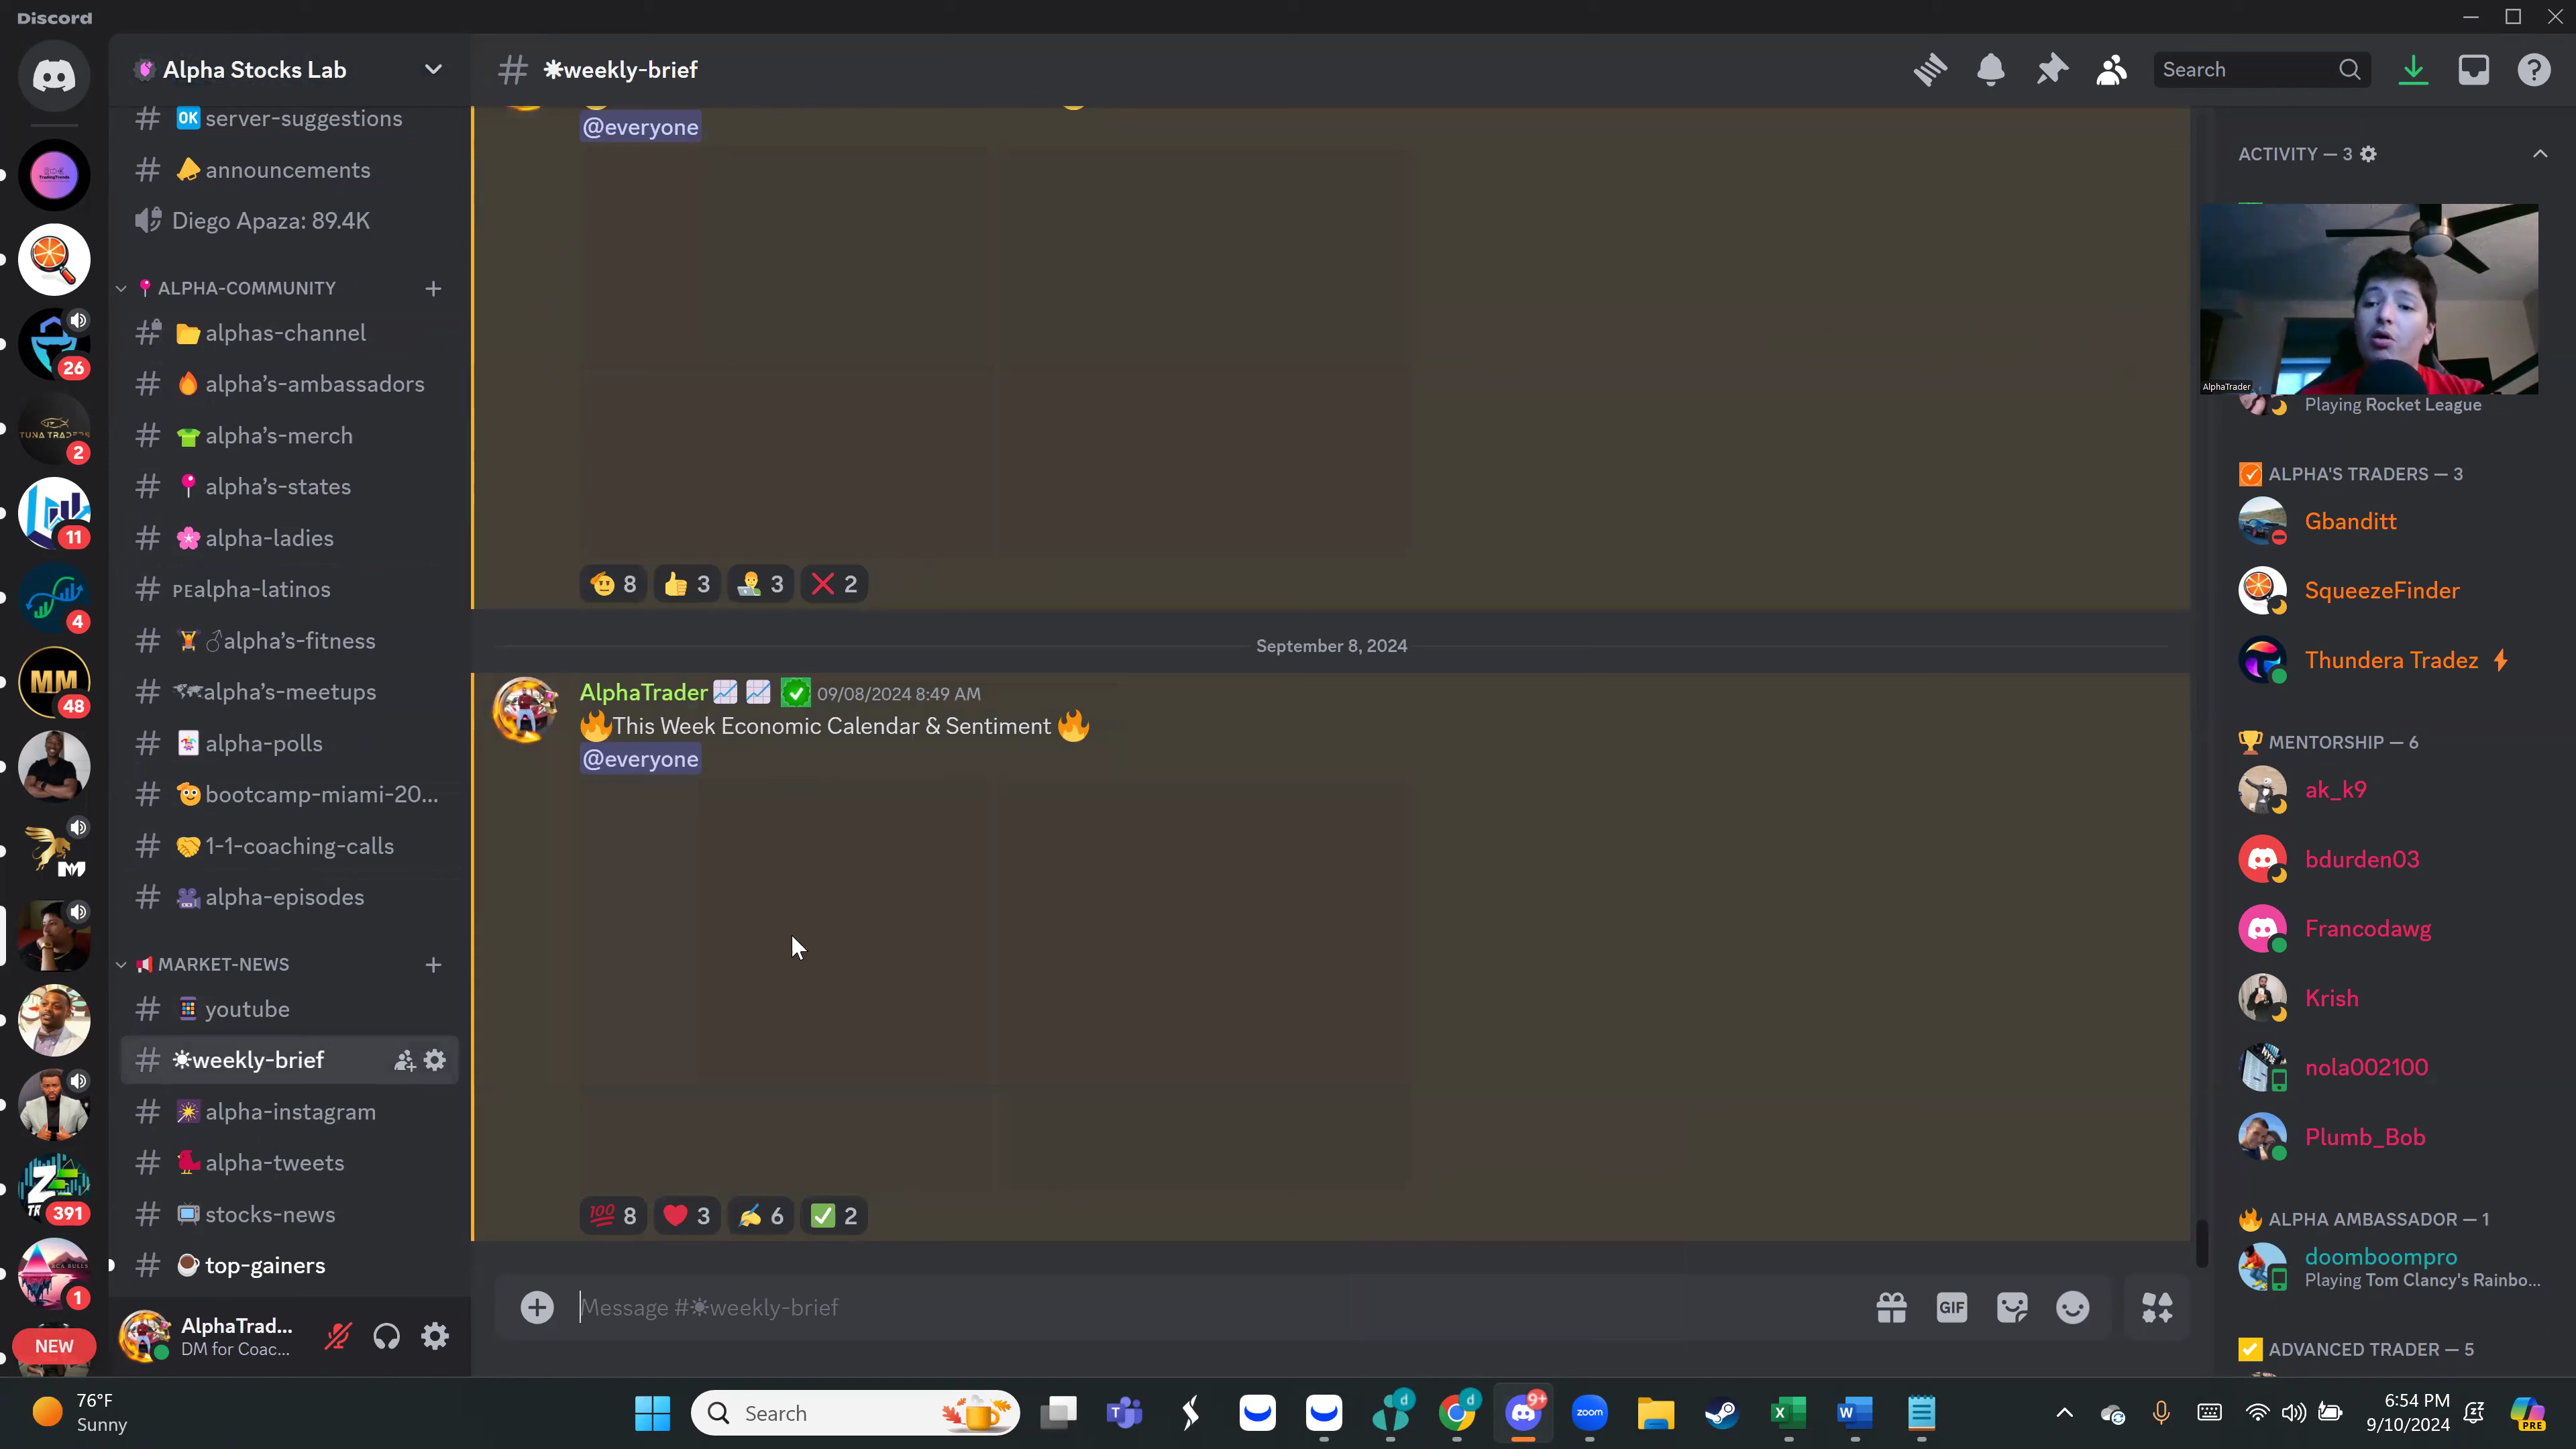 Discord
Alpha Stocks Lab
server-suggestions
announcements
Diego Apaza: 89.4K
ALPHA-COMMUNITY
alphas-channel
alpha's-ambassadors
alpha's-merch
alpha's-states
alpha-ladies
PEalpha-latinos
alpha's-fitness
alpha's-meetups
alpha-polls
bootcamp-miami-20...
1-1-coaching-calls
alpha-episodes
MARKET-NEWS
youtube
weekly-brief
alpha-instagram
alpha-tweets
stocks-news
top-gainers
26
TUNA TRADERS
2
11
4
MM
48
391
1
NEW
AlphaTrad...
DM for Coac...
# ☀weekly-brief
Search
@everyone
8 3 3 2
September 8, 2024
AlphaTrader 09/08/2024 8:49 AM
🔥This Week Economic Calendar & Sentiment 🔥
@everyone
💯 8 3 6 2
Message #☀weekly-brief
GIF
ACTIVITY — 3
AlphaTrader
Playing Rocket League
ALPHA'S TRADERS — 3
Gbanditt
SqueezeFinder
Thundera Tradez
MENTORSHIP — 6
ak_k9
bdurden03
Francodawg
Krish
nola002100
Plumb_Bob
ALPHA AMBASSADOR — 1
doomboompro
Playing Tom Clancy's Rainbo...
ADVANCED TRADER — 5
76°F
Sunny
Search
9+
zoom
6:54 PM
9/10/2024
PRE